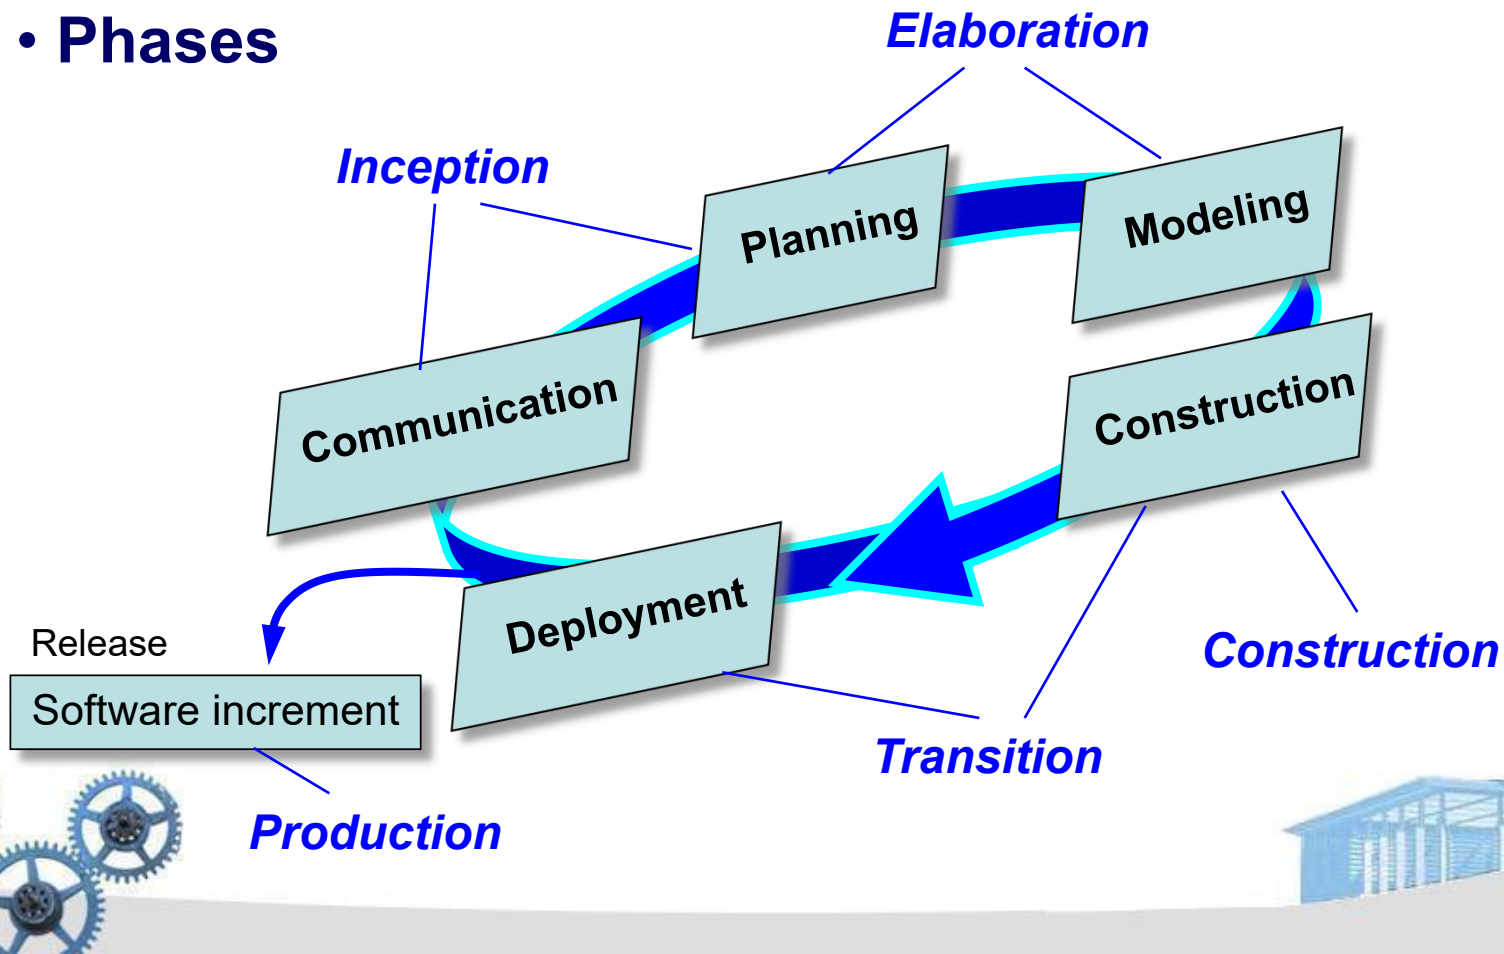 • Phases
Elaboration
Inception
Planning
Modeling
Communication
Construction
Deployment
Release
Software increment
Construction
Transition
Production